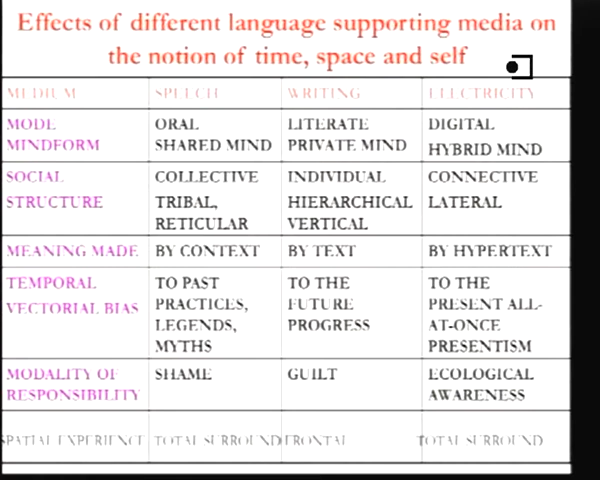 Effects of different language supporting media on
the notion of time, space and self
MEDIUM SPEECH WRITING ELECTRICITY
MODE ORAL LITERATE DIGITAL
MINDFORM SHARED MIND PRIVATE MIND HYBRID MIND
SOCIAL COLLECTIVE INDIVIDUAL CONNECTIVE
STRUCTURE TRIBAL, HIERARCHICAL LATERAL
RETICULAR VERTICAL
MEANING MADE BY CONTEXT BY TEXT BY HYPERTEXT
TEMPORAL TO PAST TO THE TO THE
VECTORIAL BIAS PRACTICES, FUTURE PRESENT ALL-
LEGENDS, PROGRESS AT-ONCE
MYTHS PRESENTISM
MODALITY OF SHAME GUILT ECOLOGICAL
RESPONSIBILITY AWARENESS
SPATIAL EXPERIENCE TOTAL SURROUND FRONTAL TOTAL SURROUND